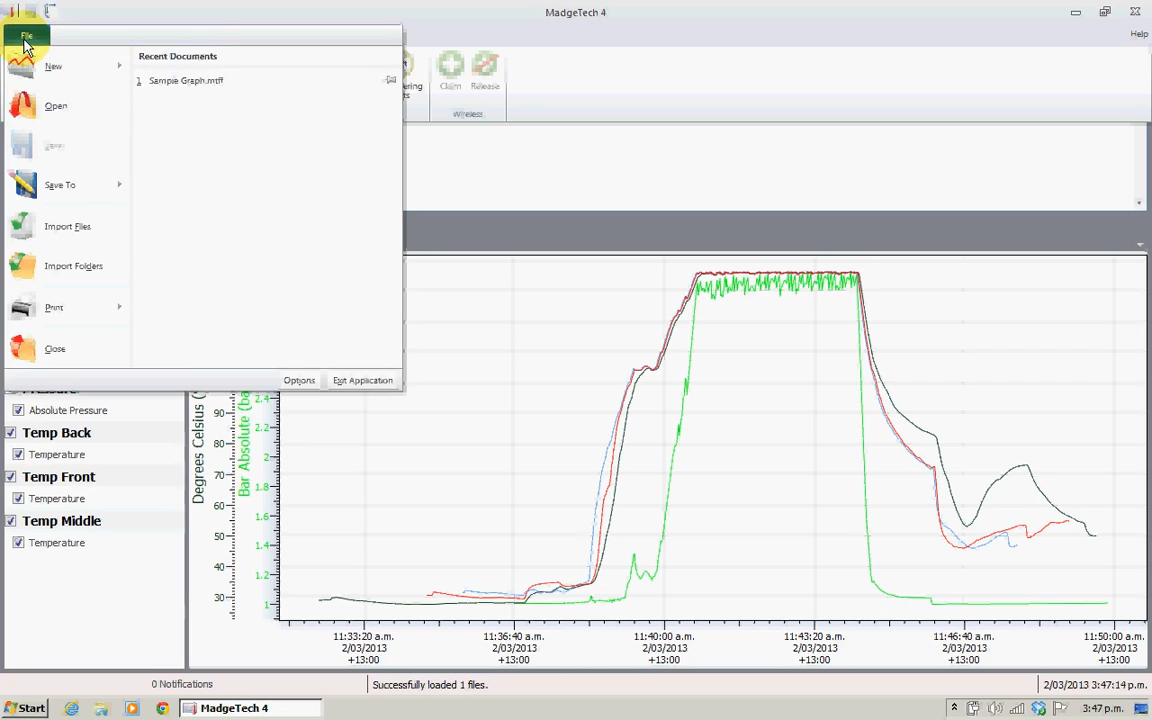 MadgeTech 4
File
Help
New
Recent Documents
1 Sample Graph.mtff
Open
Save
Save To
Import Files
Import Folders
Print
Close
Options
Exit Application
Claim
Release
Wireless
Absolute Pressure
Temp Back
Temperature
Temp Front
Temperature
Temp Middle
Temperature
Degrees Celsius (
Bar Absolute (ba
90
80
70
60
50
40
30
2.4
2.2
2
1.8
1.6
1.4
1.2
1
11:33:20 a.m.
2/03/2013
+13:00
11:36:40 a.m.
2/03/2013
+13:00
11:40:00 a.m.
2/03/2013
+13:00
11:43:20 a.m.
2/03/2013
+13:00
11:46:40 a.m.
2/03/2013
+13:00
11:50:00 a.m.
2/03/2013
+13:00
0 Notifications
Successfully loaded 1 files.
2/03/2013 3:47:14 p.m.
Start
MadgeTech 4
3:47 p.m.